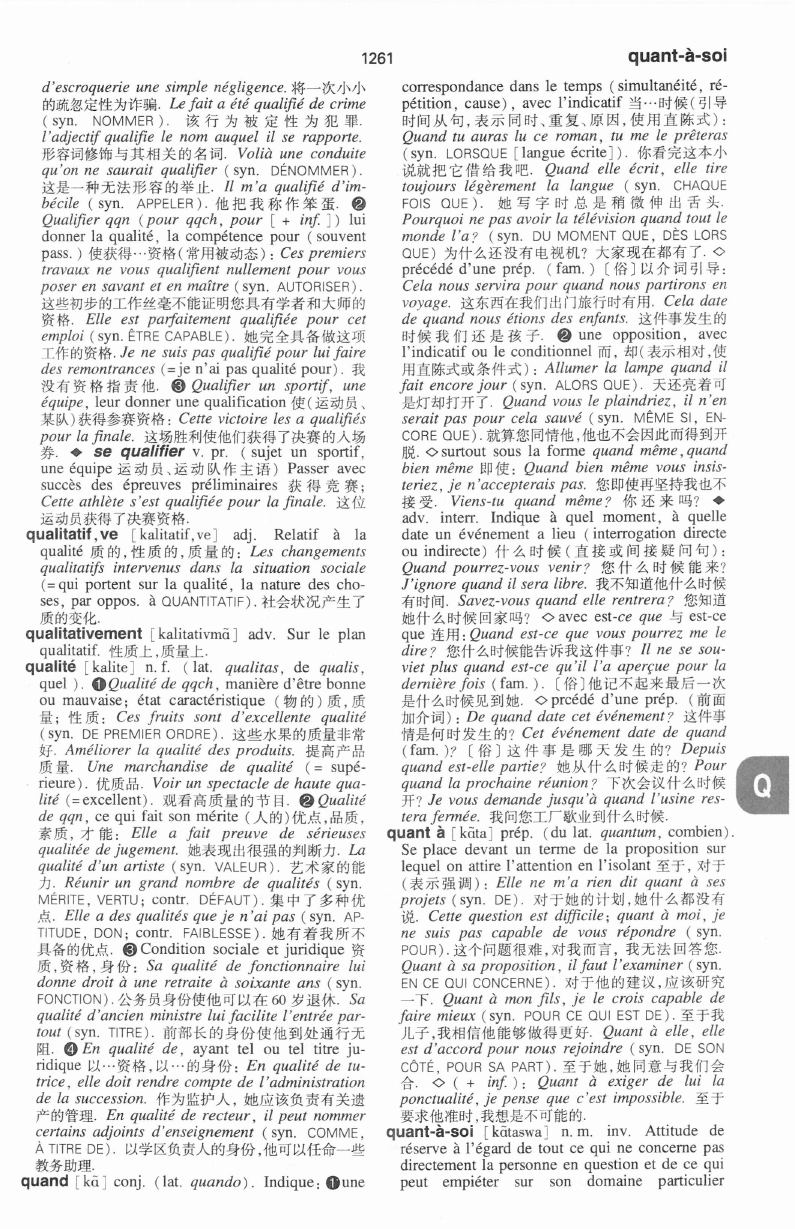 1261
quant-à-soi
d'escroquerie une simple négligence. 将一次小小
的疏忽定性为诈骗. Le fait a été qualifié de crime
( syn. NOMMER ). 该行为被定性为犯罪.
l'adjectif qualifie le nom auquel il se rapporte.
形容词修饰与其相关的名词. Voilà une conduite
qu'on ne saurait qualifier ( syn. DÉNOMMER ).
这是一种无法形容的举止. Il m'a qualifié d'im-
bécile ( syn. APPELER ). 他把我称作笨蛋. ❷
Qualifier qqn (pour qqch, pour [ + inf. ]) lui
donner la qualité, la compétence pour ( souvent
pass. ) 使获得…资格(常用被动态) : Ces premiers
travaux ne vous qualifient nullement pour vous
poser en savant et en maître ( syn. AUTORISER ).
这些初步的工作丝毫不能证明您具有学者和大师的
资格. Elle est parfaitement qualifiée pour cet
emploi ( syn. ÊTRE CAPABLE ). 她完全具备做这项
工作的资格. Je ne suis pas qualifié pour lui faire
des remontrances (= je n'ai pas qualité pour). 我
没有资格指责他. ❸ Qualifier un sportif, une
équipe, leur donner une qualification 使(运动员、
某队)获得参赛资格: Cette victoire les a qualifiés
pour la finale. 这场胜利使他们获得了决赛的入场
券. ◆ se qualifier v. pr. ( sujet un sportif,
une équipe 运动员、运动队作主语) Passer avec
succès des épreuves préliminaires 获得竞赛;
Cette athlète s'est qualifiée pour la finale. 这位
运动员获得了决赛资格.
qualitatif,ve [kalitatif,ve] adj. Relatif à la
qualité 质的,性质的,质量的: Les changements
qualitatifs intervenus dans la situation sociale
(= qui portent sur la qualité, la nature des cho-
ses, par oppos. à QUANTITATIF). 社会状况产生了
质的变化.
qualitativement [kalitativmɑ̃] adv. Sur le plan
qualitatif. 性质上,质量上.
qualité [kalite] n. f. ( lat. qualitas, de qualis,
quel ). ❶Qualité de qqch, manière d'être bonne
ou mauvaise; état caractéristique (物的)质,质
量; 性质: Ces fruits sont d'excellente qualité
(syn. DE PREMIER ORDRE). 这些水果的质量非常
好. Améliorer la qualité des produits. 提高产品
质量. Une marchandise de qualité ( = supé-
rieure). 优质品. Voir un spectacle de haute qua-
lité (= excellent). 观看高质量的节目. ❷Qualité
de qqn, ce qui fait son mérite (人的)优点,品质,
素质, 才能: Elle a fait preuve de sérieuses
qualitée de jugement. 她表现出很强的判断力. La
qualité d'un artiste ( syn. VALEUR ). 艺术家的能
力. Réunir un grand nombre de qualités ( syn.
MÉRITE, VERTU; contr. DÉFAUT). 集中了多种优
点. Elle a des qualités que je n'ai pas ( syn. AP-
TITUDE, DON; contr. FAIBLESSE). 她有着我所不
具备的优点. ❸Condition sociale et juridique 资
质,资格,身份: Sa qualité de fonctionnaire lui
donne droit à une retraite à soixante ans ( syn.
FONCTION). 公务员身份使他可以在 60 岁退休. Sa
qualité d'ancien ministre lui facilite l'entrée par-
tout ( syn. TITRE ). 前部长的身份使他到处通行无
阻. ❹En qualité de, ayant tel ou tel titre ju-
ridique 以…资格,以…的身份: En qualité de tu-
trice, elle doit rendre compte de l'administration
de la succession. 作为监护人, 她应该负责有关遗
产的管理. En qualité de recteur, il peut nommer
certains adjoints d'enseignement ( syn. COMME,
À TITRE DE). 以学区负责人的身份,他可以任命一些
教务助理.
quand [kɑ̃] conj. ( lat. quando). Indique: ❶une
correspondance dans le temps ( simultanéité, ré-
pétition, cause), avec l'indicatif 当…时候(引导
时间从句,表示同时、重复、原因,使用直陈式):
Quand tu auras lu ce roman, tu me le prêteras
( syn. LORSQUE [ langue écrite]). 你看完这本小
说就把它借给我吧. Quand elle écrit, elle tire
toujours légèrement la langue ( syn. CHAQUE
FOIS QUE). 她写字时总是稍微伸出舌头.
Pourquoi ne pas avoir la télévision quand tout le
monde l'a? ( syn. DU MOMENT QUE, DÈS LORS
QUE) 为什么还没有电视机? 大家现在都有了. ◇
précédé d'une prép. ( fam. ) [俗]以介词引导:
Cela nous servira pour quand nous partirons en
voyage. 这东西在我们出门旅行时有用. Cela date
de quand nous étions des enfants. 这件事发生的
时候我们还是孩子. ❷ une opposition, avec
l'indicatif ou le conditionnel 而, 却(表示相对,使
用直陈式或条件式): Allumer la lampe quand il
fait encore jour ( syn. ALORS QUE). 天还亮着可
是灯却打开了. Quand vous le plaindriez, il n'en
serait pas pour cela sauvé ( syn. MÊME SI, EN-
CORE QUE). 就算您同情他,他也不会因此而得到开
脱. ◇surtout sous la forme quand même,quand
bien même 即使: Quand bien même vous insis-
teriez, je n'accepterais pas. 您即使再坚持我也不
接受. Viens-tu quand même? 你还来吗? ◆
adv. interr. Indique à quel moment, à quelle
date un événement a lieu ( interrogation directe
ou indirecte) 什么时候(直接或间接疑问句):
Quand pourrez-vous venir? 您什么时候能来?
J'ignore quand il sera libre. 我不知道他什么时候
有时间. Savez-vous quand elle rentrera? 您知道
她什么时候回家吗? ◇avec est-ce que 与 est-ce
que 连用: Quand est-ce que vous pourrez me le
dire? 您什么时候能告诉我这件事? Il ne se sou-
viet plus quand est-ce qu'il l'a aperçue pour la
dernière fois ( fam. ). [俗]他记不起来最后一次
是什么时候见到她. ◇prcédé d'une prép. (前面
加介词): De quand date cet événement? 这件事
情是何时发生的? Cet événement date de quand
( fam. )? [俗]这件事是哪天发生的? Depuis
quand est-elle partie? 她从什么时候走的? Pour
quand la prochaine réunion? 下次会议什么时候
开? Je vous demande jusqu'à quand l'usine res-
tera fermée. 我问您工厂歇业到什么时候.
quant à [kɑ̃ta] prép. (du lat. quantum, combien).
Se place devant un terme de la proposition sur
lequel on attire l'attention en l'isolant 至于, 对于
(表示强调): Elle ne m'a rien dit quant à ses
projets ( syn. DE). 对于她的计划,她什么都没有
说. Cette question est difficile; quant à moi, je
ne suis pas capable de vous répondre ( syn.
POUR). 这个问题很难,对我而言, 我无法回答您.
Quant à sa proposition, il faut l'examiner ( syn.
EN CE QUI CONCERNE). 对于他的建议,应该研究
一下. Quant à mon fils, je le crois capable de
faire mieux ( syn. POUR CE QUI EST DE). 至于我
儿子,我相信他能够做得更好. Quant à elle, elle
est d'accord pour nous rejoindre ( syn. DE SON
CÔTÉ, POUR SA PART). 至于她,她同意与我们会
合. ◇ ( + inf. ): Quant à exiger de lui la
ponctualité, je pense que c'est impossible. 至于
要求他准时,我想是不可能的.
quant-à-soi [kɑ̃taswa] n. m. inv. Attitude de
réserve à l'égard de tout ce qui ne concerne pas
directement la personne en question et de ce qui
peut empiéter sur son domaine particulier
Q